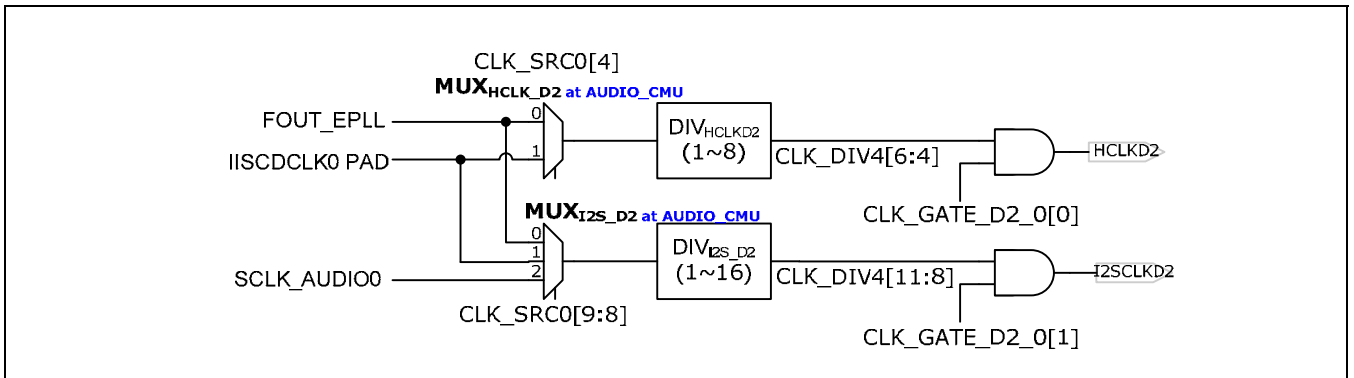 CLK_SRC0[4]
MUXHCLK_D2 at AUDIO_CMU
FOUT_EPLL
0
IISCDCLK0 PAD
1
DIVHCLKD2
(1~8)
CLK_DIV4[6:4]
HCLKD2
CLK_GATE_D2_0[0]
MUXI2S_D2 at AUDIO_CMU
0
1
SCLK_AUDIO0
2
DIVI2S_D2
(1~16)
CLK_DIV4[11:8]
I2SCLKD2
CLK_SRC0[9:8]
CLK_GATE_D2_0[1]